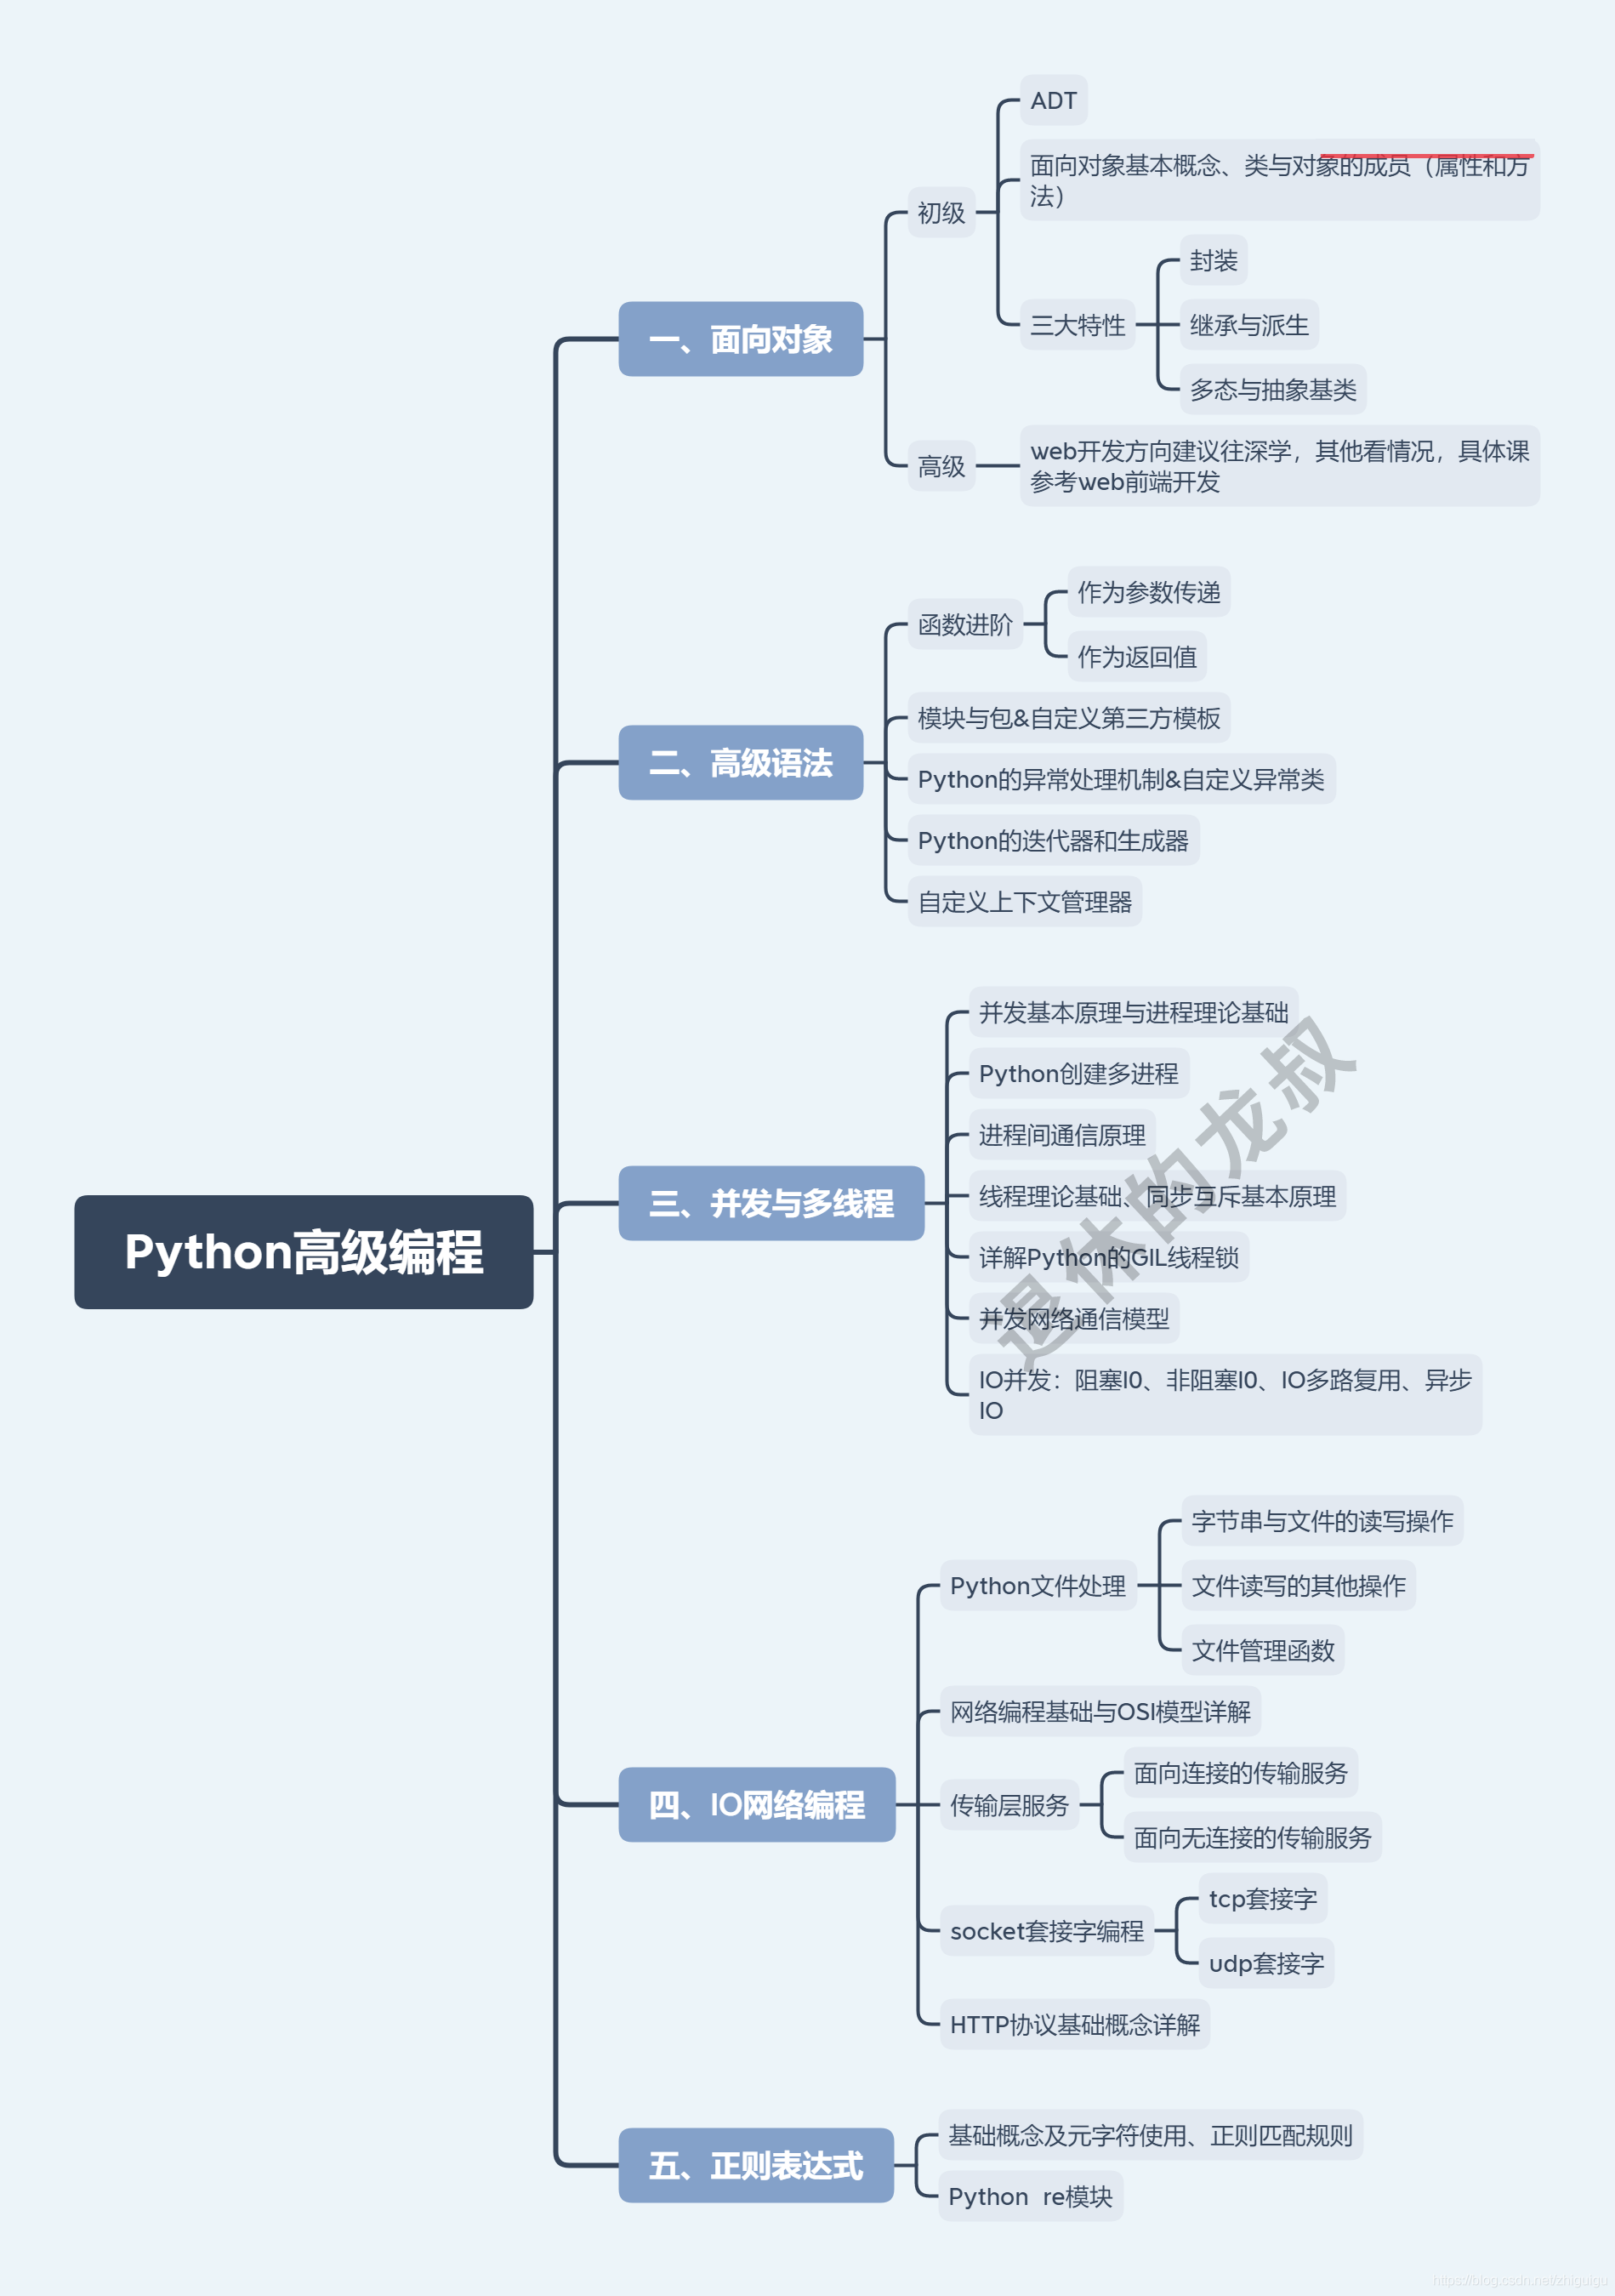 Python高级编程
一、面向对象
初级
ADT
面向对象基本概念、类与对象的成员（属性和方
法）
三大特性
封装
继承与派生
多态与抽象基类
高级
web开发方向建议往深学，其他看情况，具体课
参考web前端开发
二、高级语法
函数进阶
作为参数传递
作为返回值
模块与包&自定义第三方模板
Python的异常处理机制&自定义异常类
Python的迭代器和生成器
自定义上下文管理器
三、并发与多线程
并发基本原理与进程理论基础
Python创建多进程
进程间通信原理
线程理论基础、同步互斥基本原理
详解Python的GIL线程锁
并发网络通信模型
IO并发：阻塞I0、非阻塞I0、IO多路复用、异步
IO
退休的龙叔
四、IO网络编程
Python文件处理
字节串与文件的读写操作
文件读写的其他操作
文件管理函数
网络编程基础与OSI模型详解
传输层服务
面向连接的传输服务
面向无连接的传输服务
socket套接字编程
tcp套接字
udp套接字
HTTP协议基础概念详解
五、正则表达式
基础概念及元字符使用、正则匹配规则
Python  re模块
https://blog.csdn.net/zhiguigu